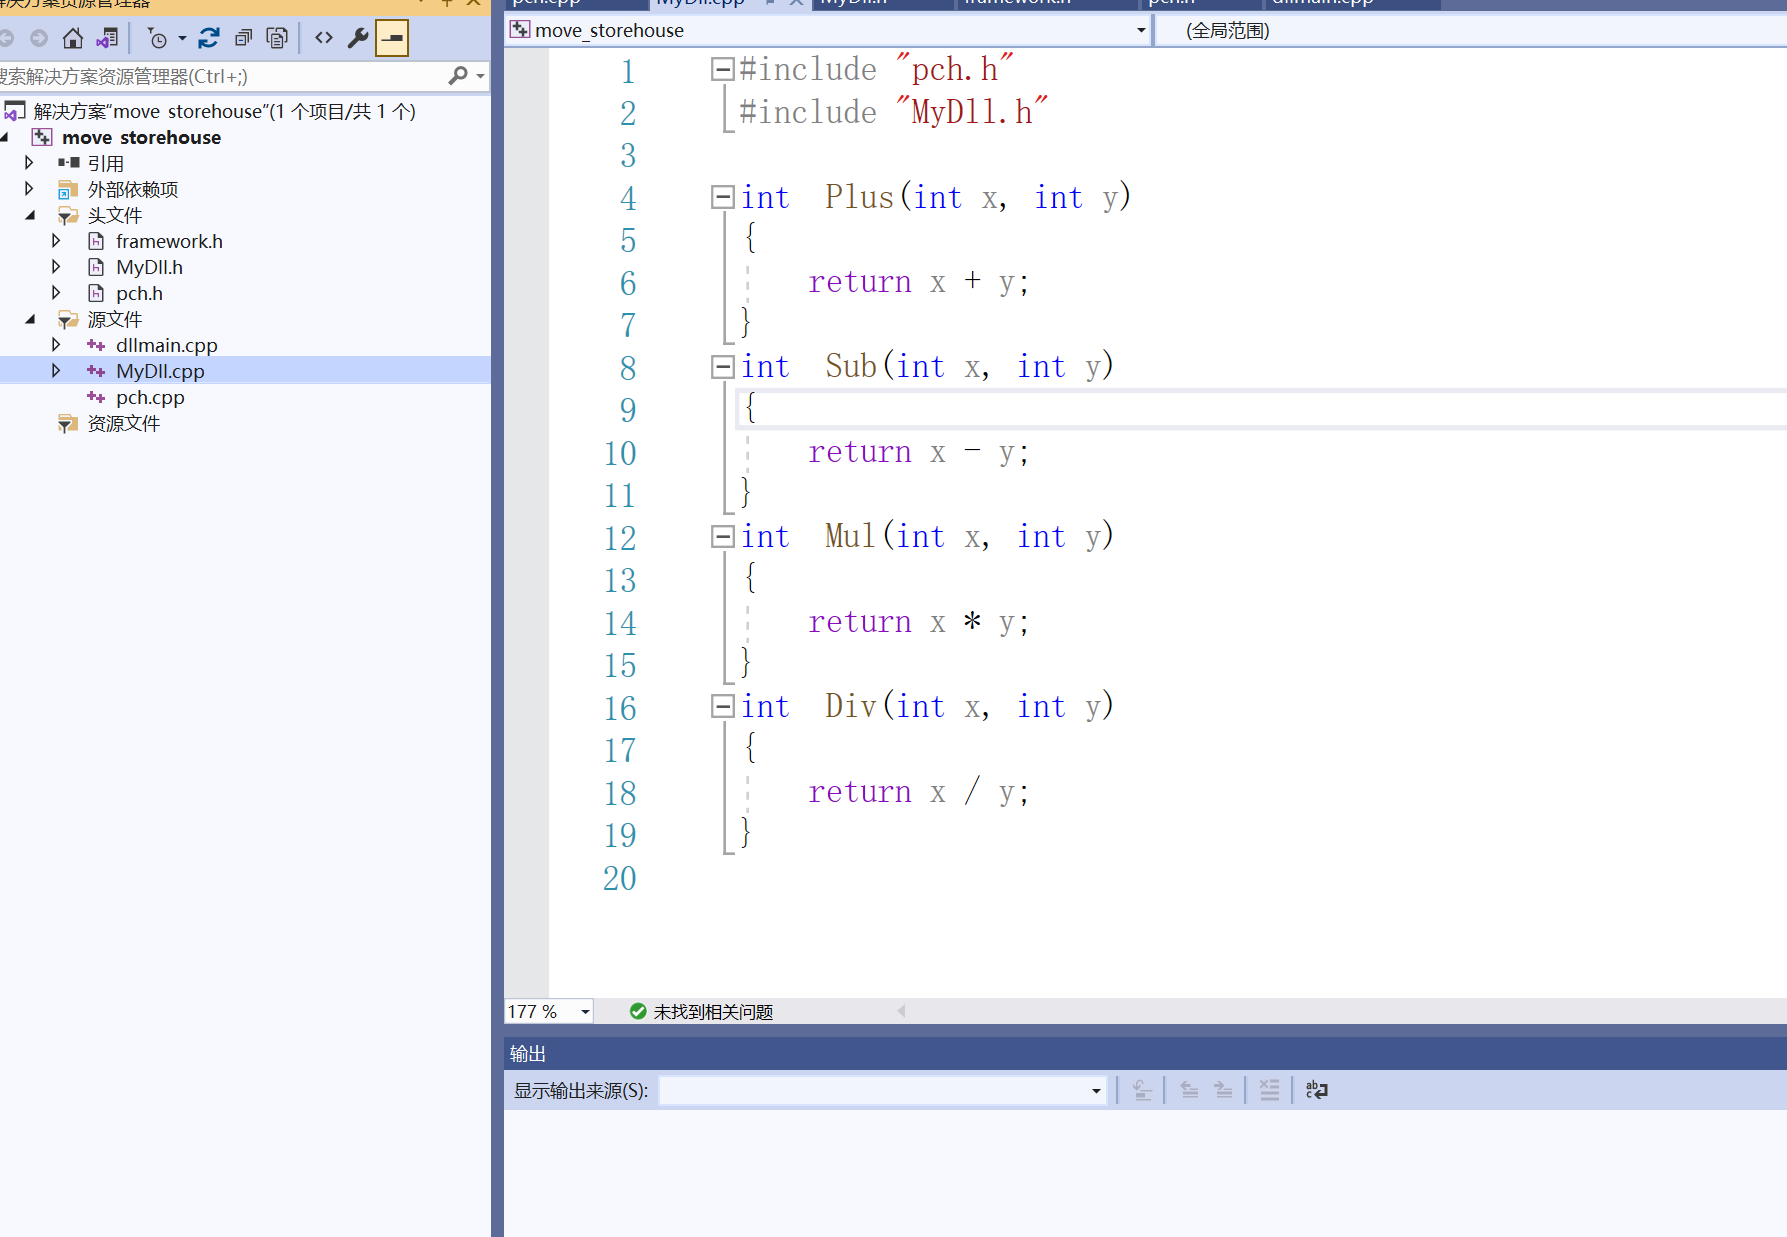 解决方案资源管理器
搜索解决方案资源管理器(Ctrl+;)
解决方案"move storehouse"(1 个项目/共 1 个)
move storehouse
引用
外部依赖项
头文件
framework.h
MyDll.h
pch.h
源文件
dllmain.cpp
MyDll.cpp
pch.cpp
资源文件
pch.cpp MyDll.cpp MyDll.h framework.h pch.h dllmain.cpp
move_storehouse (全局范围)
1 #include "pch.h"
2 #include "MyDll.h"
3
4 int  Plus(int x, int y)
5 {
6     return x + y;
7 }
8 int  Sub(int x, int y)
9 {
10     return x - y;
11 }
12 int  Mul(int x, int y)
13 {
14     return x * y;
15 }
16 int  Div(int x, int y)
17 {
18     return x / y;
19 }
20
177 % 未找到相关问题
输出
显示输出来源(S):